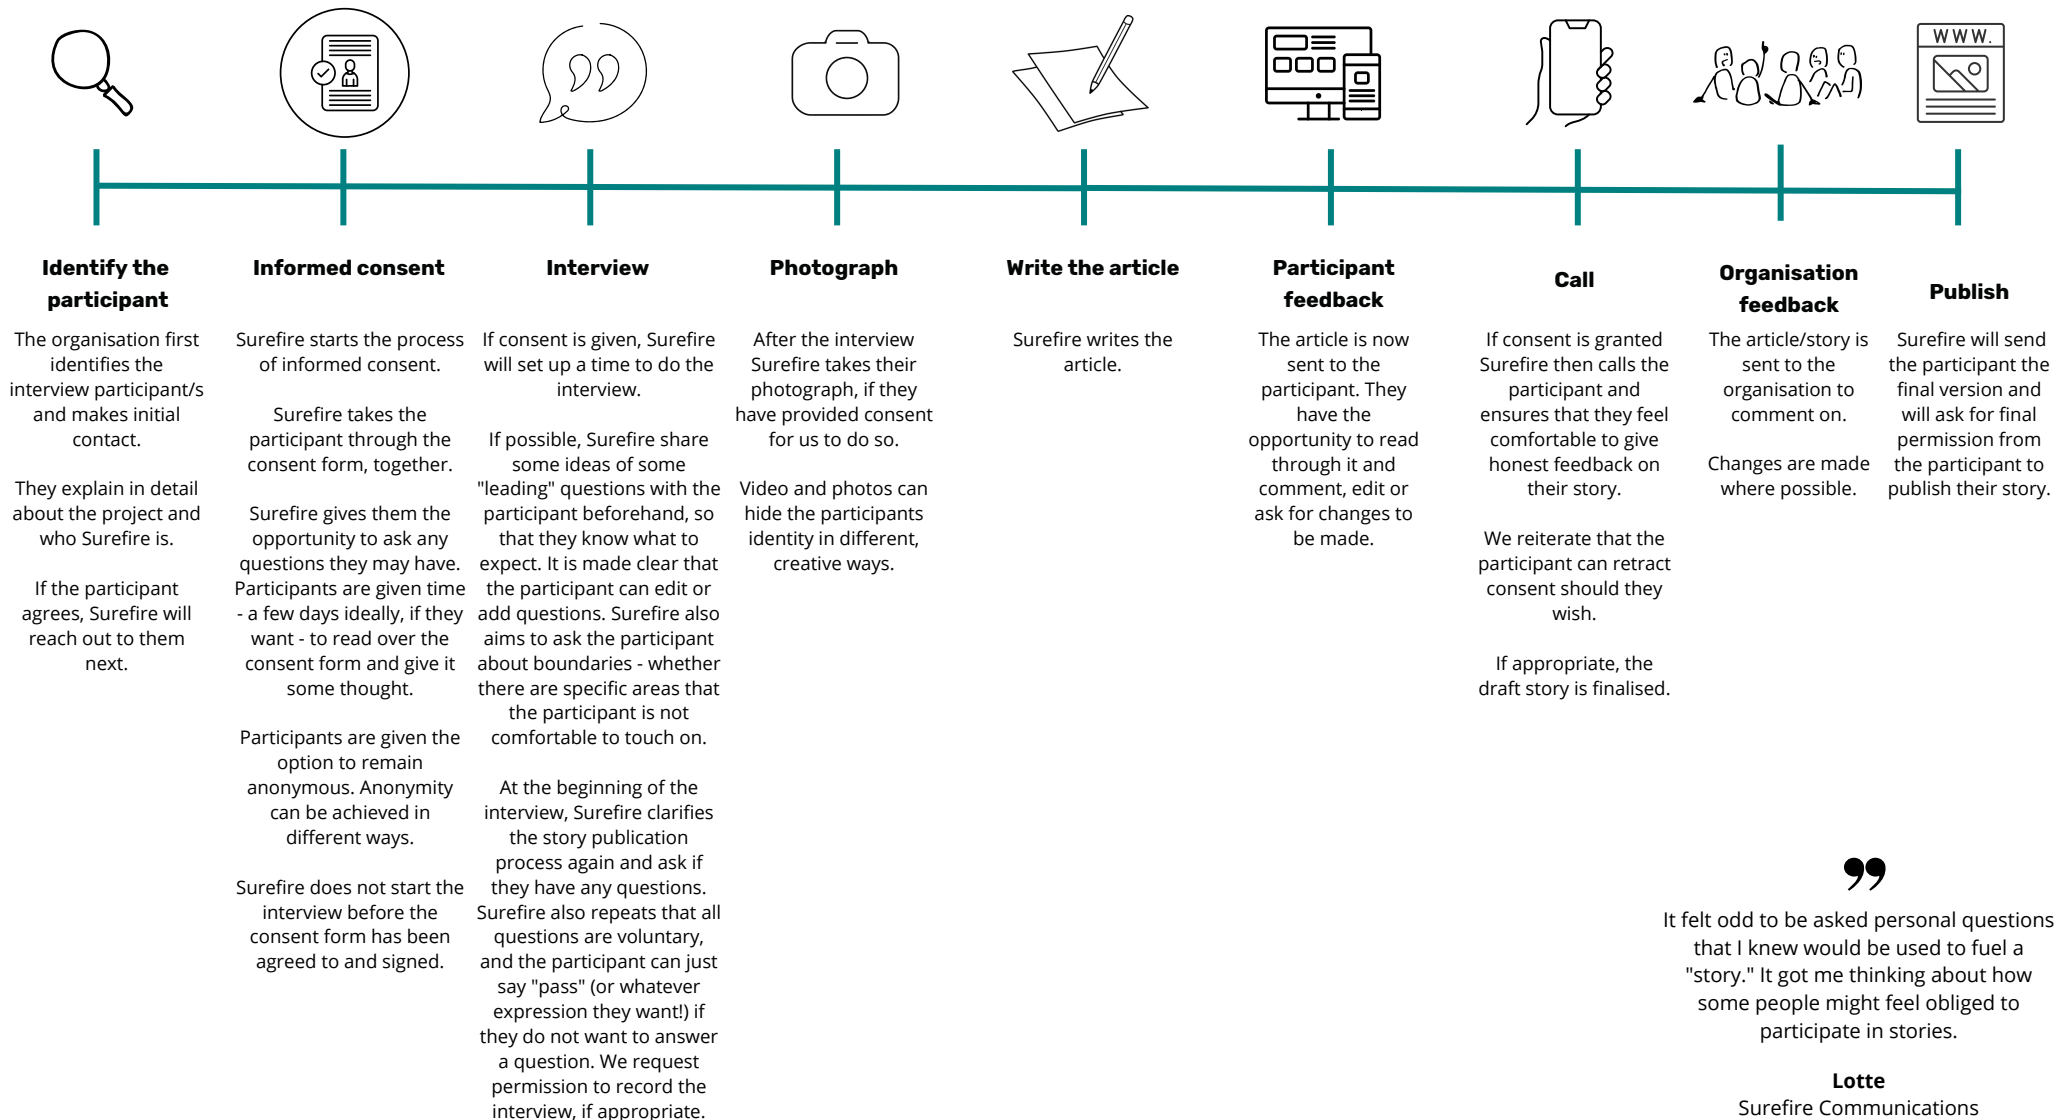 WWW.
Identify the
participant
The organisation first
identifies the
interview participant/s
and makes initial
contact.
They explain in detail
about the project and
who Surefire is.
If the participant
agrees, Surefire will
reach out to them
next.
Informed consent
Surefire starts the process
of informed consent.
Surefire takes the
participant through the
consent form, together.
Surefire gives them the
opportunity to ask any
questions they may have.
Participants are given time
- a few days ideally, if they
want - to read over the
consent form and give it
some thought.
Participants are given the
option to remain
anonymous. Anonymity
can be achieved in
different ways.
Surefire does not start the
interview before the
consent form has been
agreed to and signed.
Interview
If consent is given, Surefire
will set up a time to do the
interview.
If possible, Surefire share
some ideas of some
"leading" questions with the
participant beforehand, so
that they know what to
expect. It is made clear that
the participant can edit or
add questions. Surefire also
aims to ask the participant
about boundaries - whether
there are specific areas that
the participant is not
comfortable to touch on.
At the beginning of the
interview, Surefire clarifies
the story publication
process again and ask if
they have any questions.
Surefire also repeats that all
questions are voluntary,
and the participant can just
say "pass" (or whatever
expression they want!) if
they do not want to answer
a question. We request
permission to record the
interview, if appropriate.
Photograph
After the interview
Surefire takes their
photograph, if they
have provided consent
for us to do so.
Video and photos can
hide the participants
identity in different,
creative ways.
Write the article
Surefire writes the
article.
Participant
feedback
The article is now
sent to the
participant. They
have the
opportunity to read
through it and
comment, edit or
ask for changes to
be made.
Call
If consent is granted
Surefire then calls the
participant and
ensures that they feel
comfortable to give
honest feedback on
their story.
We reiterate that the
participant can retract
consent should they
wish.
If appropriate, the
draft story is finalised.
Organisation
feedback
The article/story is
sent to the
organisation to
comment on.
Changes are made
where possible.
Publish
Surefire will send
the participant the
final version and
will ask for final
permission from
the participant to
publish their story.
”
It felt odd to be asked personal questions
that I knew would be used to fuel a
"story." It got me thinking about how
some people might feel obliged to
participate in stories.
Lotte
Surefire Communications